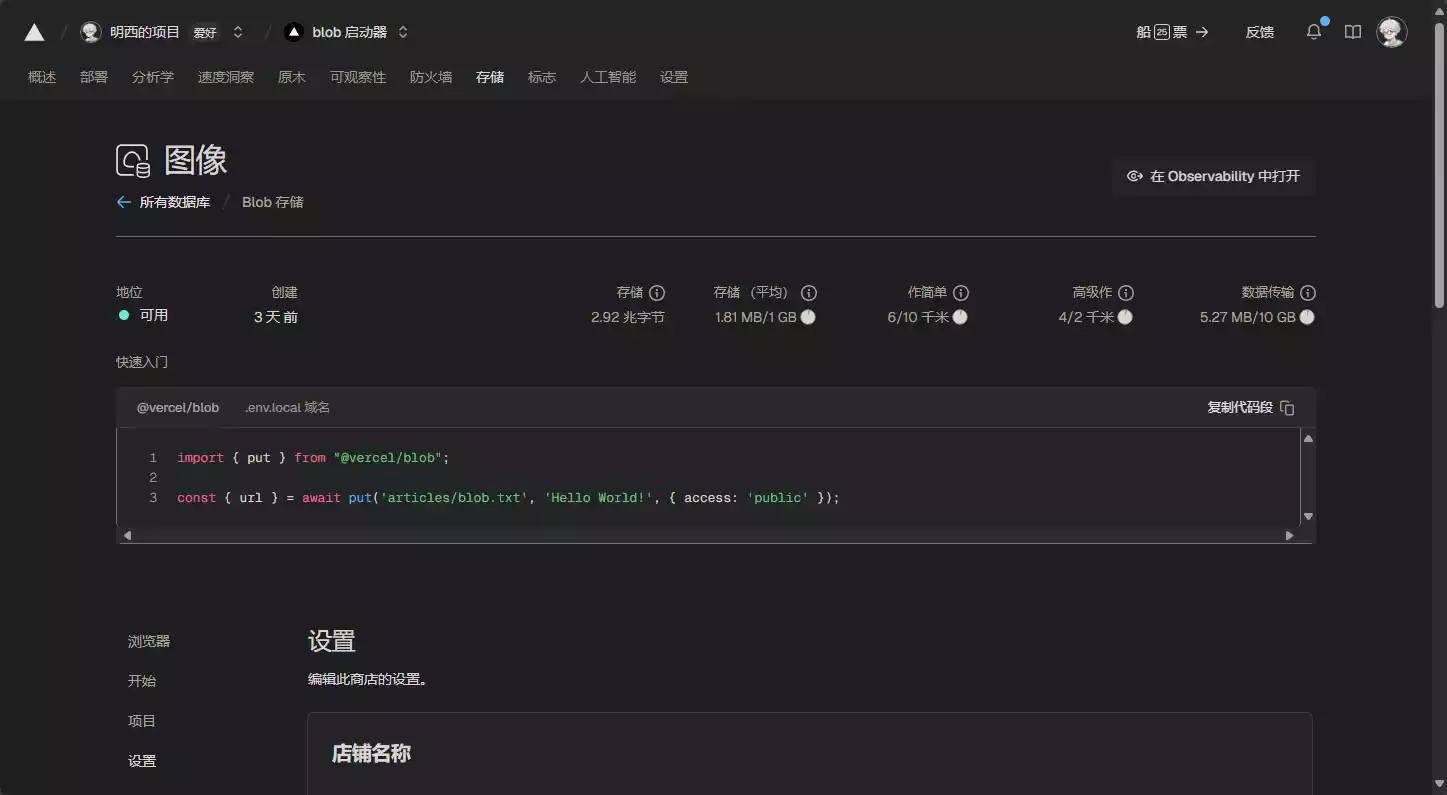 明西的项目 爱好 blob 启动器 船 25 票 → 反馈
概述 部署 分析学 速度洞察 原木 可观察性 防火墙 存储 标志 人工智能 设置
图像
在 Observability 中打开
← 所有数据库 / Blob 存储
地位 创建 存储 存储 （平均） 作简单 高级作 数据传输
可用 3 天 前 2.92 兆字节 1.81 MB/1 GB 6/10 千米 4/2 千米 5.27 MB/10 GB
快速入门
@vercel/blob .env.local 域名 复制代码段
1 import { put } from "@vercel/blob";
2
3 const { url } = await put('articles/blob.txt', 'Hello World!', { access: 'public' });
浏览器
开始
项目
设置
设置
编辑此商店的设置。
店铺名称